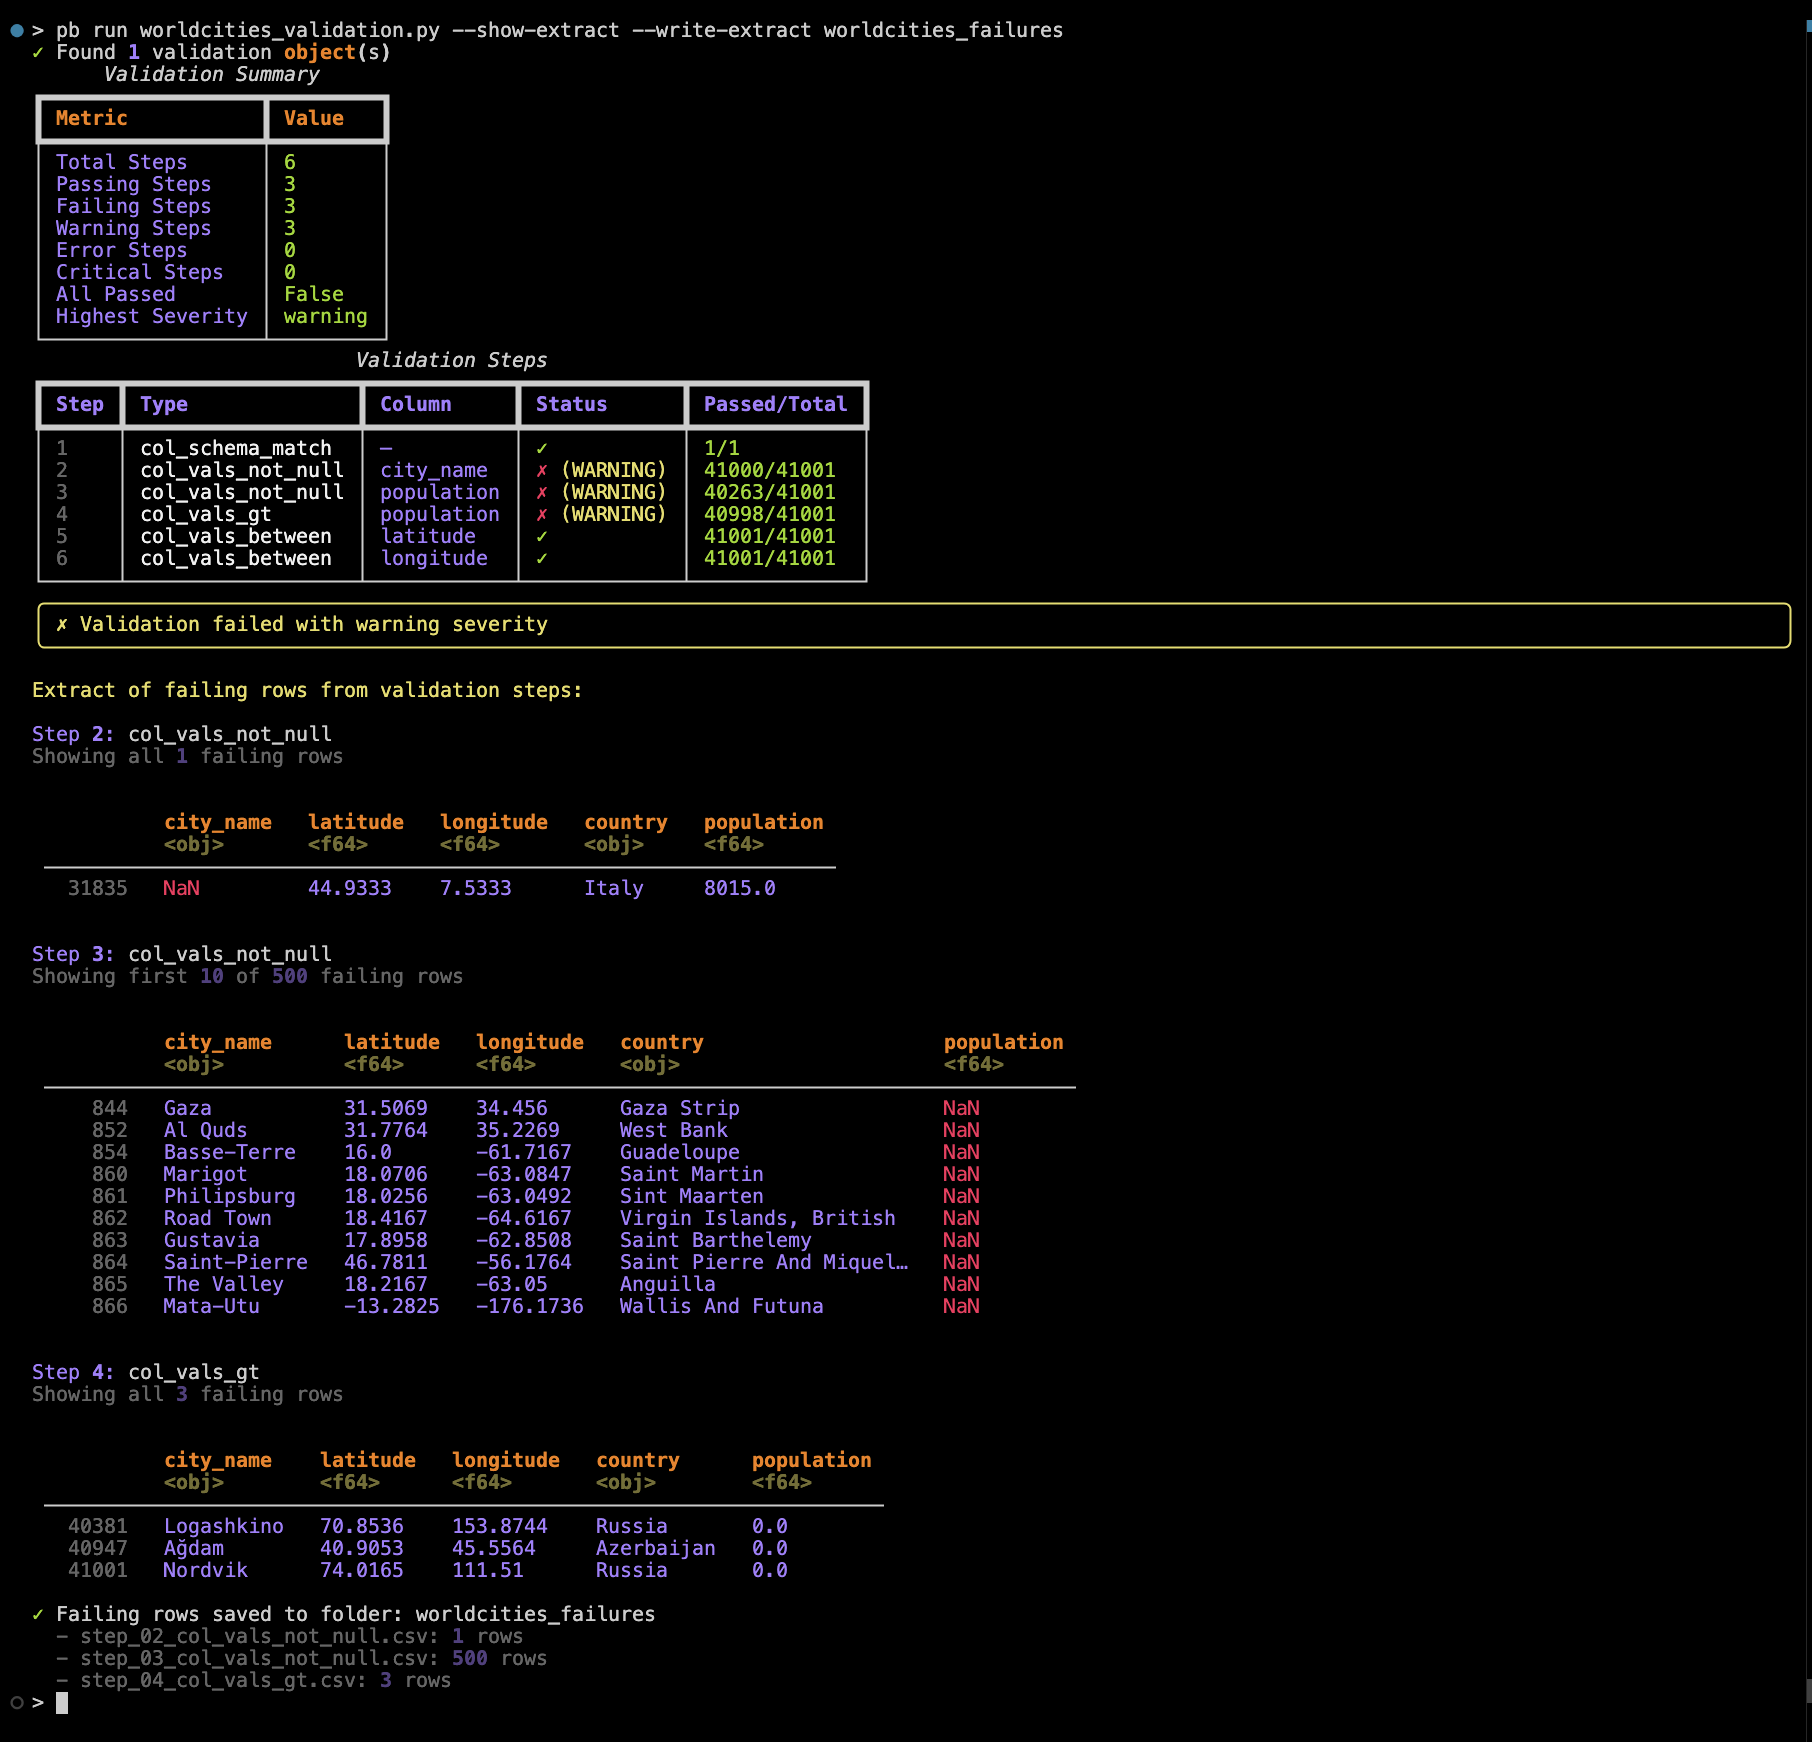 > pb run worldcities_validation.py --show-extract --write-extract worldcities_failures
✓ Found 1 validation object(s)
Validation Summary
Metric Value
Total Steps 6
Passing Steps 3
Failing Steps 3
Warning Steps 3
Error Steps 0
Critical Steps 0
All Passed False
Highest Severity warning
Validation Steps
Step Type Column Status Passed/Total
1 col_schema_match — ✓ 1/1
2 col_vals_not_null city_name ✗ (WARNING) 41000/41001
3 col_vals_not_null population ✗ (WARNING) 40263/41001
4 col_vals_gt population ✗ (WARNING) 40998/41001
5 col_vals_between latitude ✓ 41001/41001
6 col_vals_between longitude ✓ 41001/41001
✗ Validation failed with warning severity
Extract of failing rows from validation steps:
Step 2: col_vals_not_null
Showing all 1 failing rows
city_name latitude longitude country population
<obj> <f64> <f64> <obj> <f64>
31835 NaN 44.9333 7.5333 Italy 8015.0
Step 3: col_vals_not_null
Showing first 10 of 500 failing rows
city_name latitude longitude country population
<obj> <f64> <f64> <obj> <f64>
844 Gaza 31.5069 34.456 Gaza Strip NaN
852 Al Quds 31.7764 35.2269 West Bank NaN
854 Basse-Terre 16.0 -61.7167 Guadeloupe NaN
860 Marigot 18.0706 -63.0847 Saint Martin NaN
861 Philipsburg 18.0256 -63.0492 Sint Maarten NaN
862 Road Town 18.4167 -64.6167 Virgin Islands, British NaN
863 Gustavia 17.8958 -62.8508 Saint Barthelemy NaN
864 Saint-Pierre 46.7811 -56.1764 Saint Pierre And Miquel… NaN
865 The Valley 18.2167 -63.05 Anguilla NaN
866 Mata-Utu -13.2825 -176.1736 Wallis And Futuna NaN
Step 4: col_vals_gt
Showing all 3 failing rows
city_name latitude longitude country population
<obj> <f64> <f64> <obj> <f64>
40381 Logashkino 70.8536 153.8744 Russia 0.0
40947 Ağdam 40.9053 45.5564 Azerbaijan 0.0
41001 Nordvik 74.0165 111.51 Russia 0.0
✓ Failing rows saved to folder: worldcities_failures
- step_02_col_vals_not_null.csv: 1 rows
- step_03_col_vals_not_null.csv: 500 rows
- step_04_col_vals_gt.csv: 3 rows
>